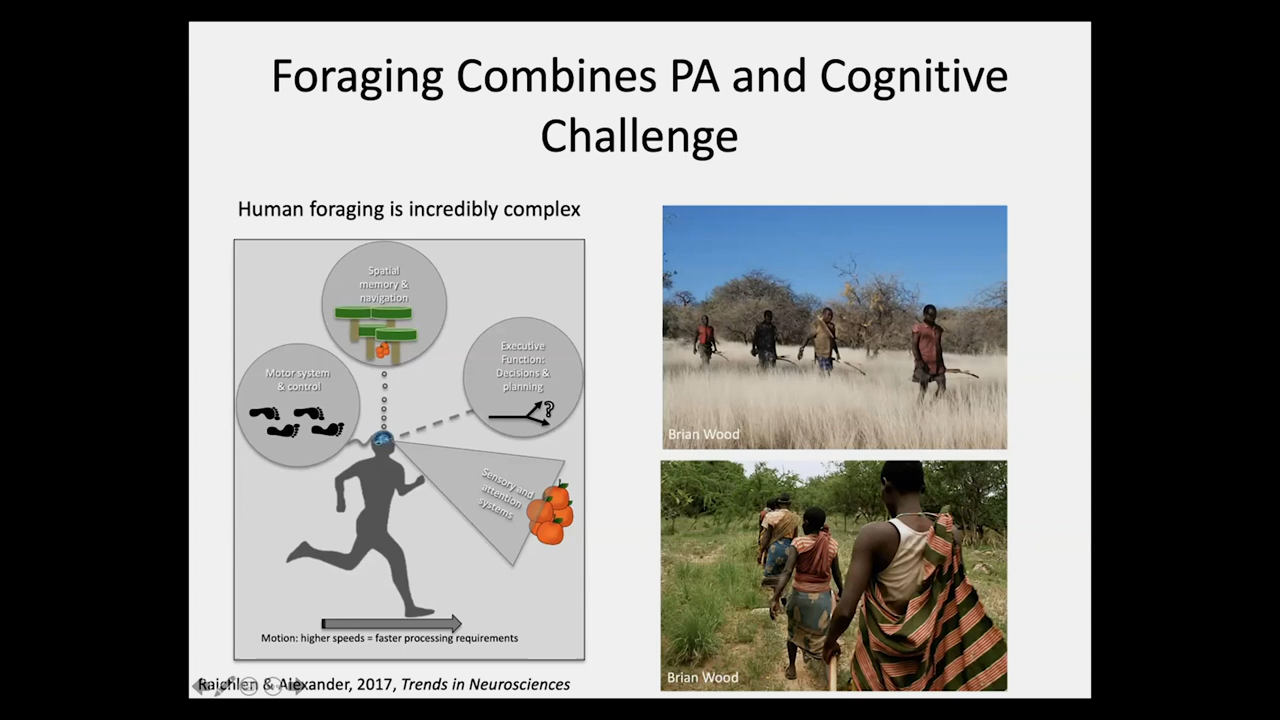 Foraging Combines PA and Cognitive
Challenge
Human foraging is incredibly complex
Spatial
memory &
navigation
Executive
Function:
Decisions &
planning
?
Motor system
& control
Sensory and
attention
systems
Motion: higher speeds = faster processing requirements
Raichlen & Alexander, 2017, Trends in Neurosciences
Brian Wood
Brian Wood